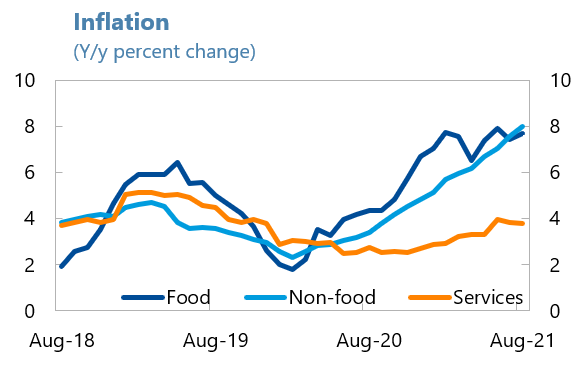 Inflation
(Y/y percent change)
10 10
8 8
6 6
4 4
2 2
0 0
Food Non-food Services
Aug-18 Aug-19 Aug-20 Aug-21